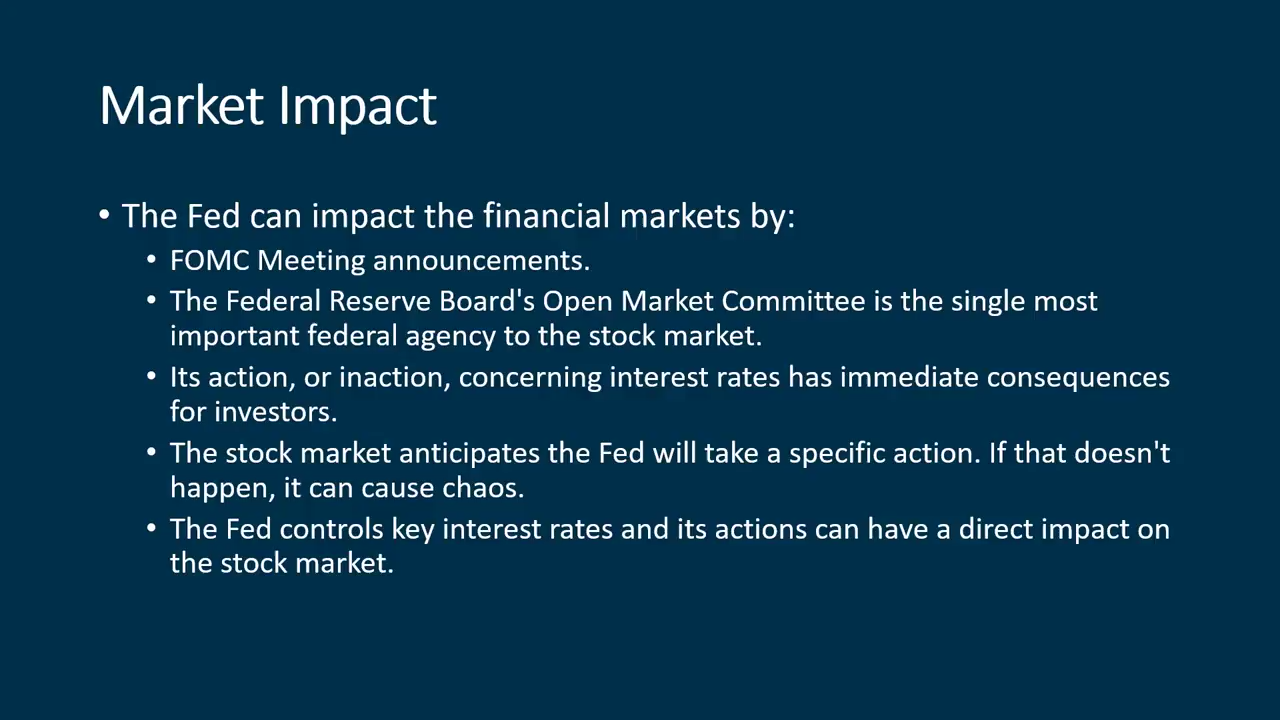 Market Impact
• The Fed can impact the financial markets by:
• FOMC Meeting announcements.
• The Federal Reserve Board's Open Market Committee is the single most
important federal agency to the stock market.
• Its action, or inaction, concerning interest rates has immediate consequences
for investors.
• The stock market anticipates the Fed will take a specific action. If that doesn't
happen, it can cause chaos.
• The Fed controls key interest rates and its actions can have a direct impact on
the stock market.